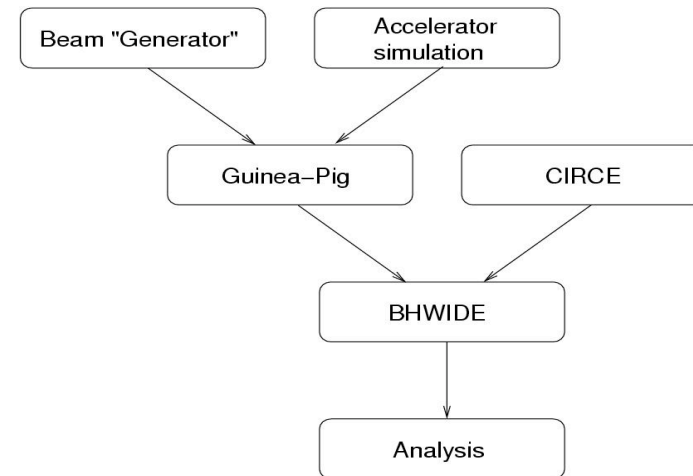 Beam "Generator"
Accelerator
simulation
Guinea–Pig
CIRCE
BHWIDE
Analysis